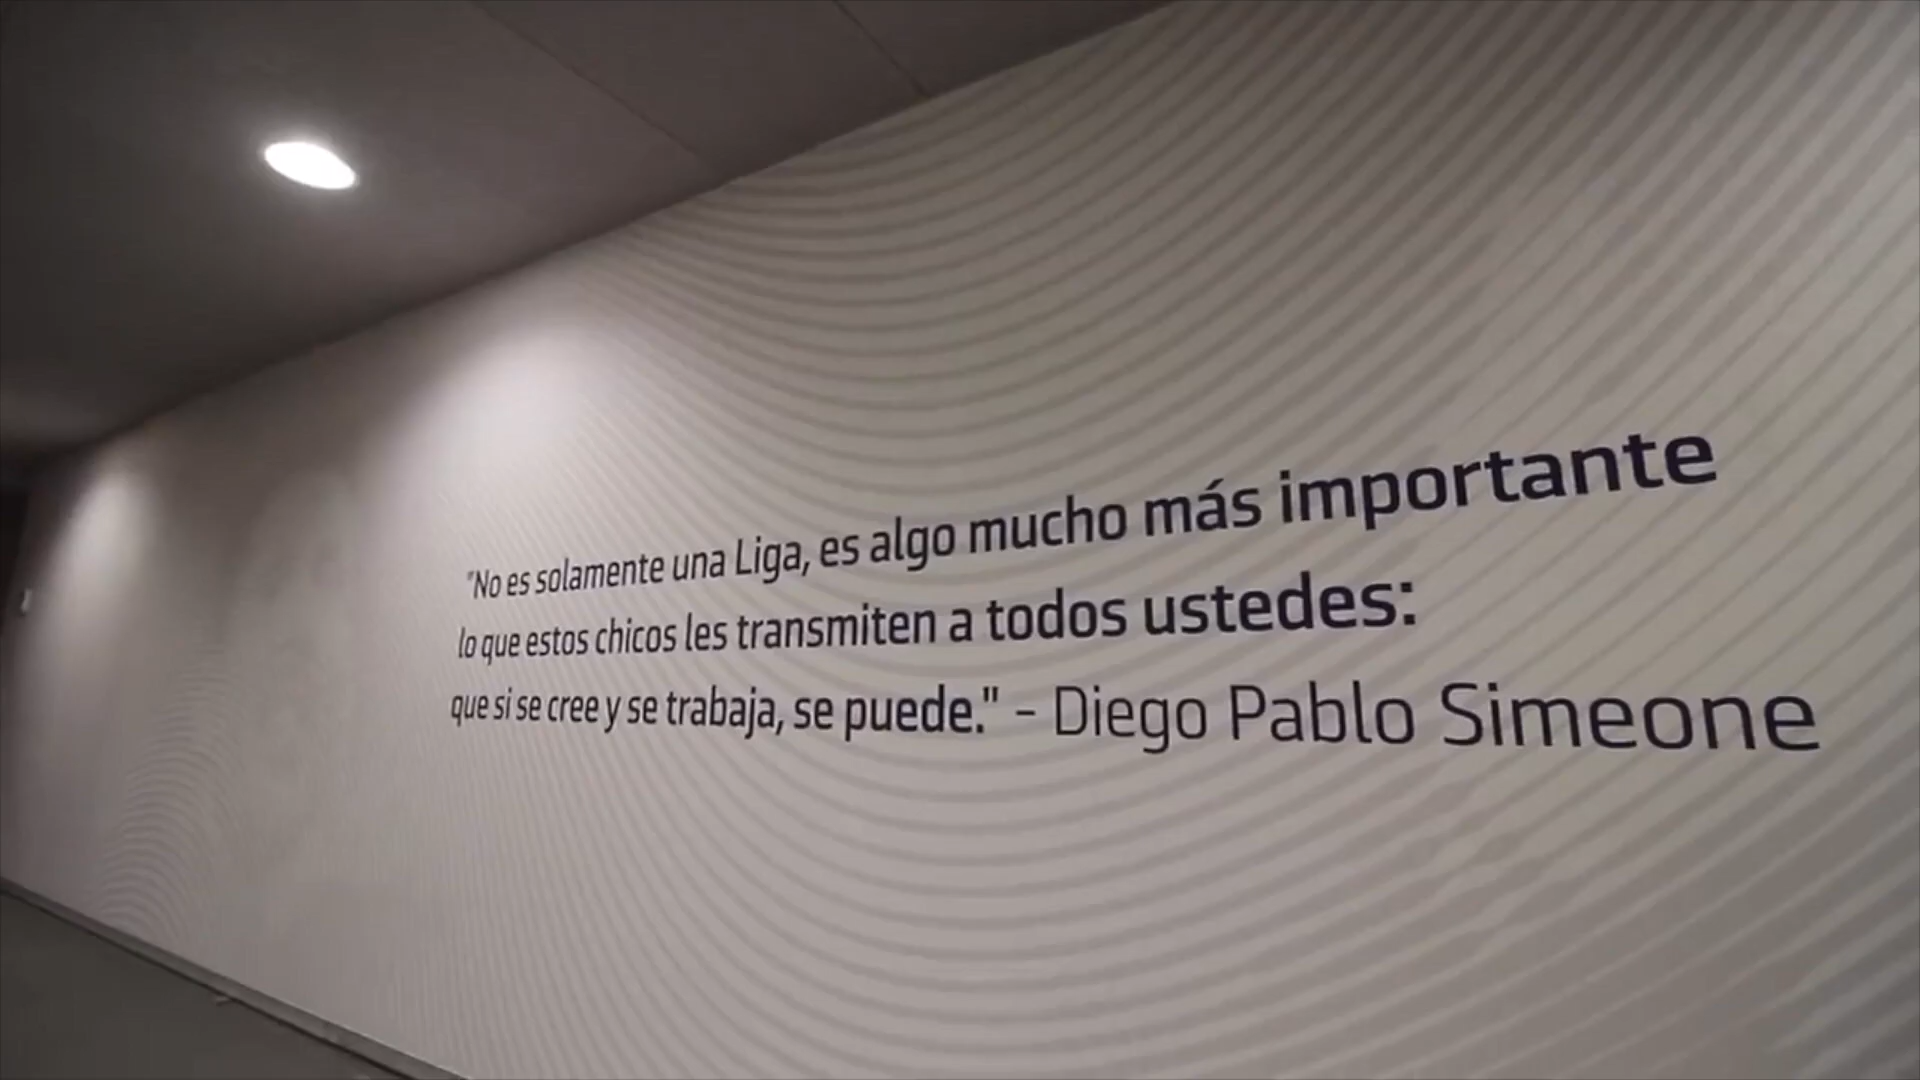 "No es solamente una Liga, es algo mucho más importante
lo que estos chicos les transmiten a todos ustedes:
que si se cree y se trabaja, se puede." - Diego Pablo Simeone